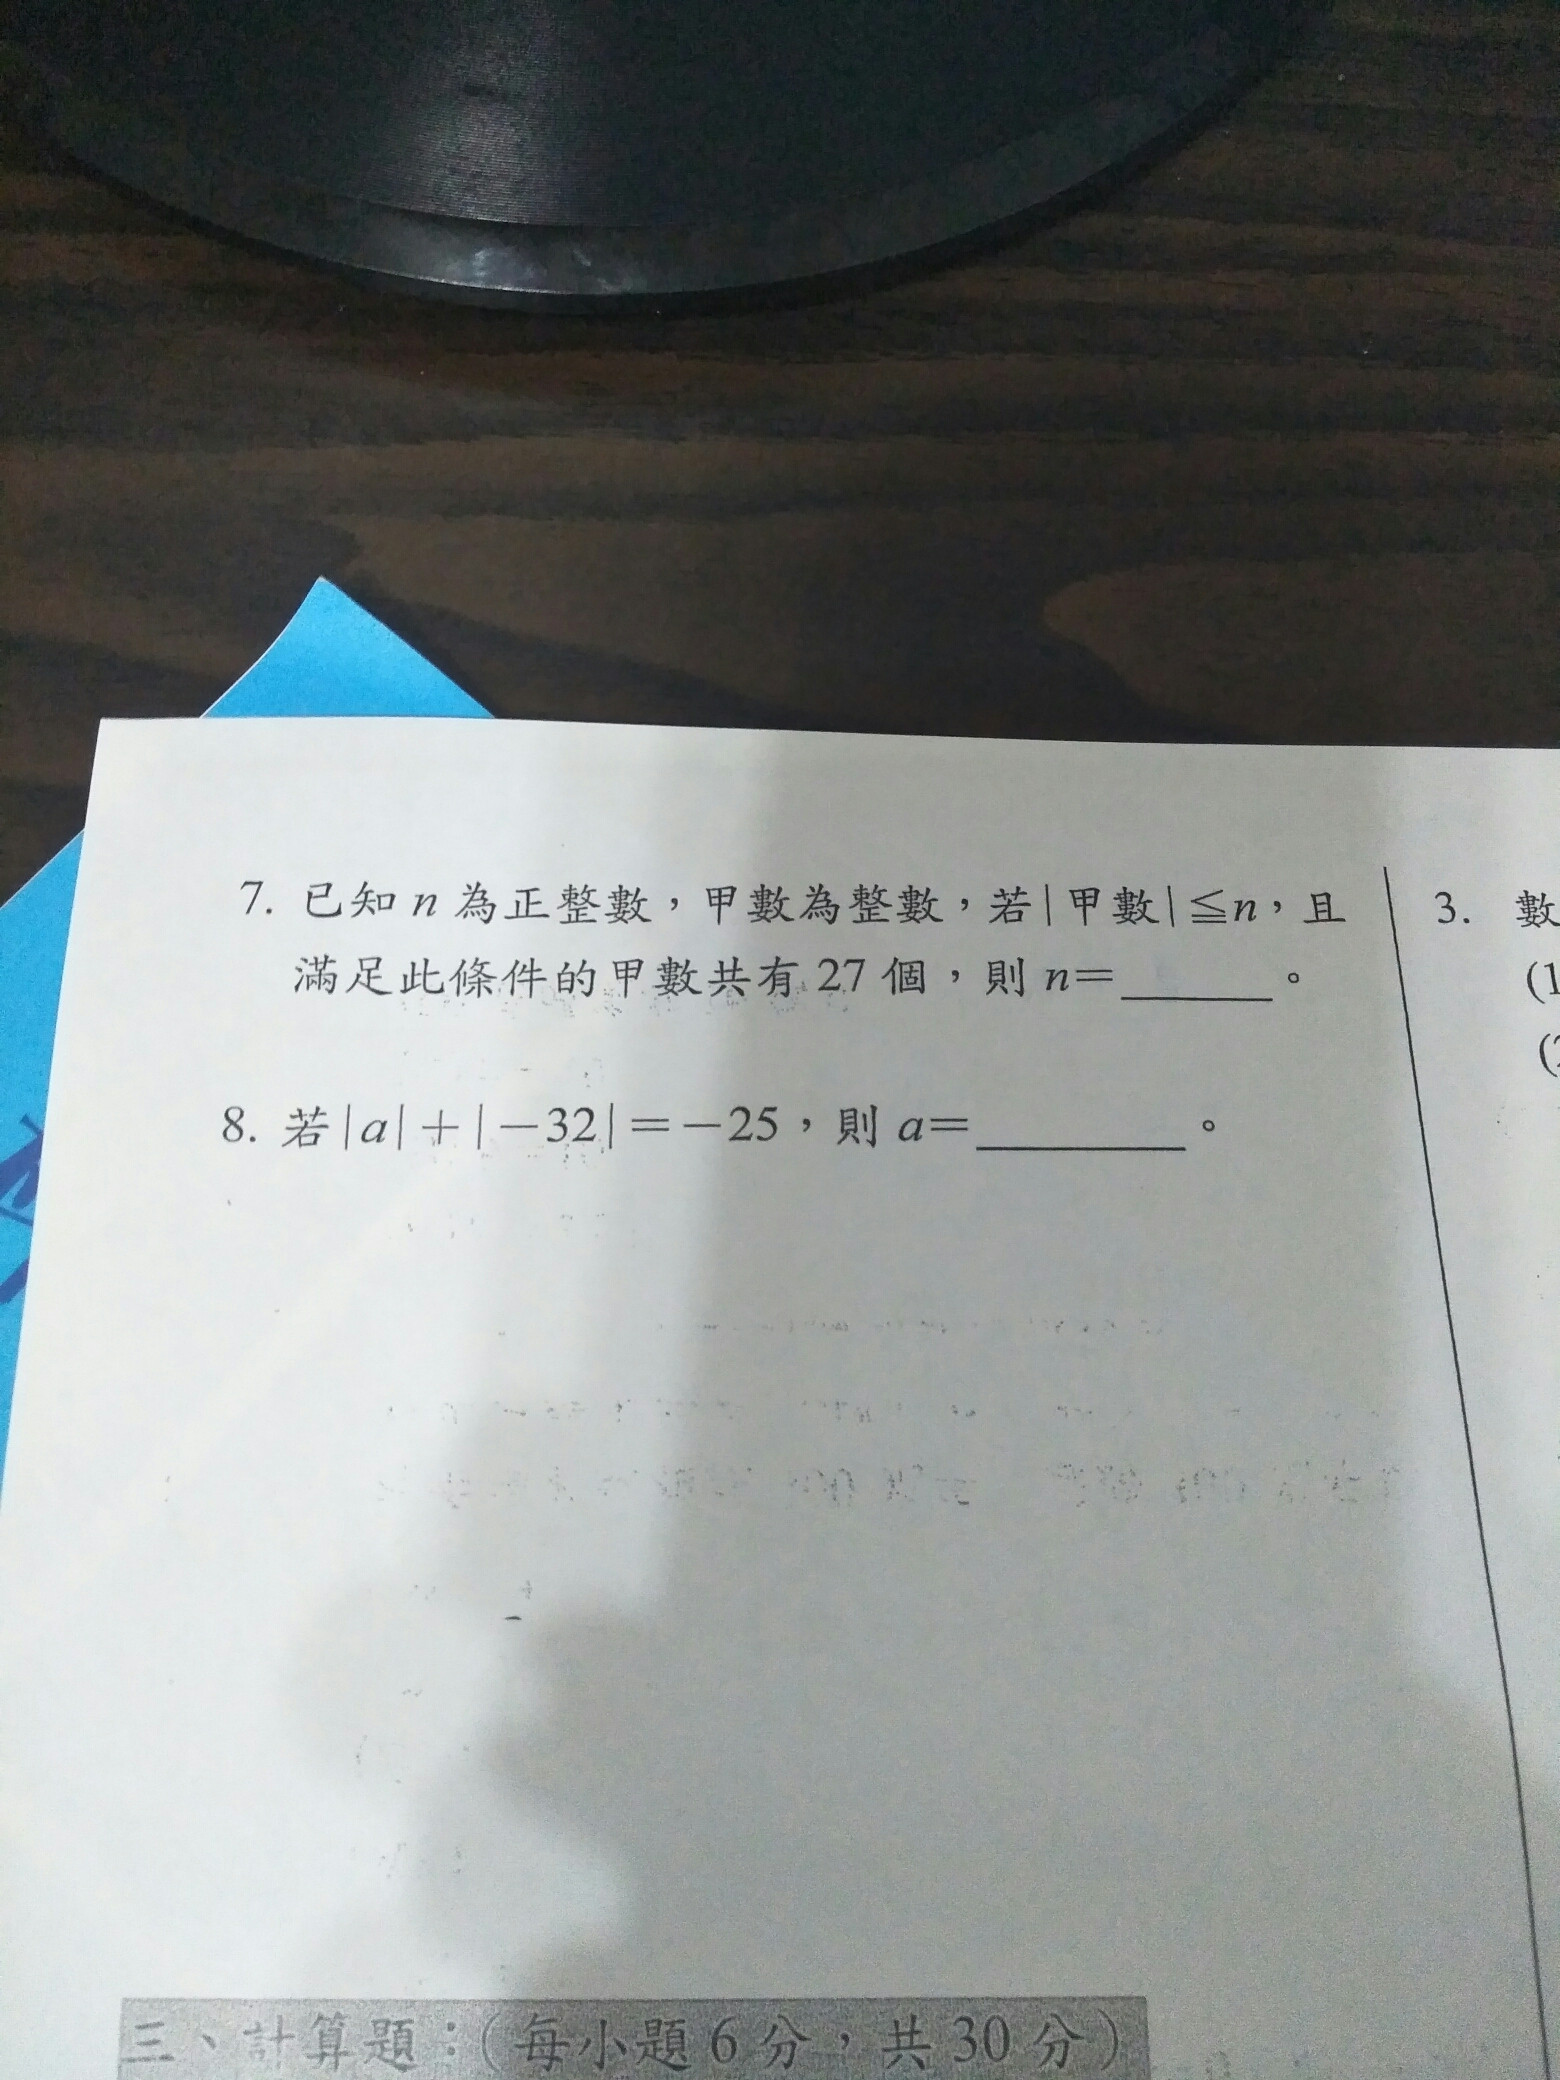 7. 已知 n 為正整數，甲數為整數，若|甲數|≦n，且
滿足此條件的甲數共有 27 個，則 n=______。
8. 若|a|+|−32|=−25，則 a=________。
三、計算題：(每小題 6 分，共 30 分)
3. 數
(1
(2